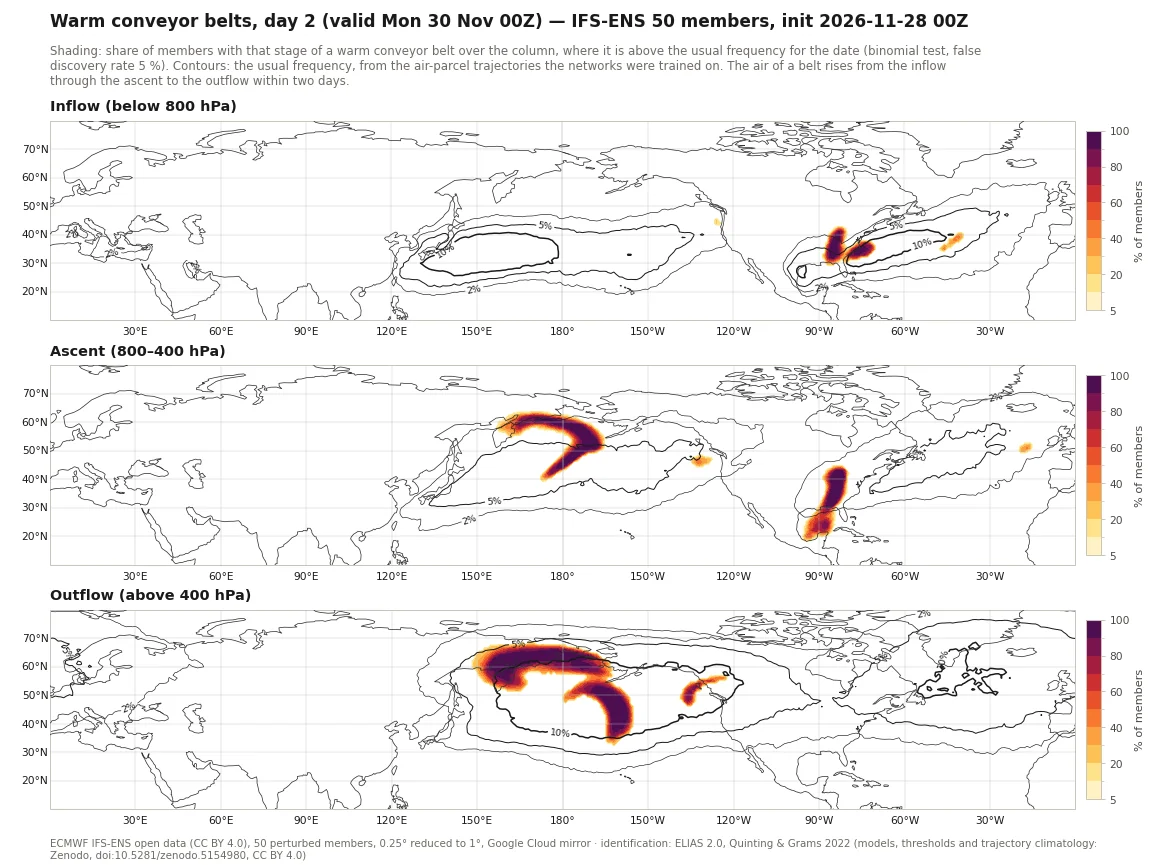 Warm conveyor belts, day 2 (valid Mon 30 Nov 00Z) — IFS-ENS 50 members, init 2026-11-28 00Z
Shading: share of members with that stage of a warm conveyor belt over the column, where it is above the usual frequency for the date (binomial test, false
discovery rate 5 %). Contours: the usual frequency, from the air-parcel trajectories the networks were trained on. The air of a belt rises from the inflow
through the ascent to the outflow within two days.
Inflow (below 800 hPa)
70°N
60°N
50°N
40°N
30°N
20°N
2%
2%
5%
10%
2%
5%
10%
2%
30°E 60°E 90°E 120°E 150°E 180° 150°W 120°W 90°W 60°W 30°W
100
80
60
40
20
5
% of members
Ascent (800–400 hPa)
70°N
60°N
50°N
40°N
30°N
20°N
5%
2%
2%
30°E 60°E 90°E 120°E 150°E 180° 150°W 120°W 90°W 60°W 30°W
100
80
60
40
20
5
% of members
Outflow (above 400 hPa)
70°N
60°N
50°N
40°N
30°N
20°N
5%
2%
5%
10%
2%
10%
30°E 60°E 90°E 120°E 150°E 180° 150°W 120°W 90°W 60°W 30°W
100
80
60
40
20
5
% of members
ECMWF IFS-ENS open data (CC BY 4.0), 50 perturbed members, 0.25° reduced to 1°, Google Cloud mirror · identification: ELIAS 2.0, Quinting & Grams 2022 (models, thresholds and trajectory climatology:
Zenodo, doi:10.5281/zenodo.5154980, CC BY 4.0)